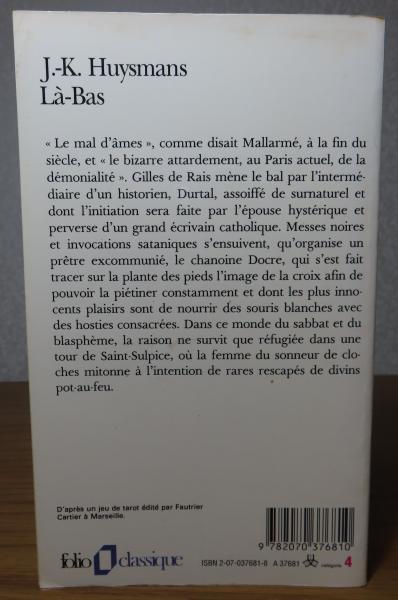 J.-K. Huysmans
Là-Bas
« Le mal d’âmes », comme disait Mallarmé, à la fin du
siècle, et « le bizarre attardement, au Paris actuel, de la
démonialité ». Gilles de Rais mène le bal par l’intermé-
diaire d’un historien, Durtal, assoiffé de surnaturel et
dont l’initiation sera faite par l’épouse hystérique et
perverse d’un grand écrivain catholique. Messes noires
et invocations sataniques s’ensuivent, qu’organise un
prêtre excommunié, le chanoine Docre, qui s’est fait
tracer sur la plante des pieds l’image de la croix afin de
pouvoir la piétiner constamment et dont les plus inno-
cents plaisirs sont de nourrir des souris blanches avec
des hosties consacrées. Dans ce monde du sabbat et du
blasphème, la raison ne survit que réfugiée dans une
tour de Saint-Sulpice, où la femme du sonneur de clo-
ches mitonne à l’intention de rares rescapés de divins
pot-au-feu.
D’après un jeu de tarot édité par Fautrier
Cartier à Marseille.
9 782070 376810
folio classique
ISBN 2-07-037681-8 A 37681 catégorie 4